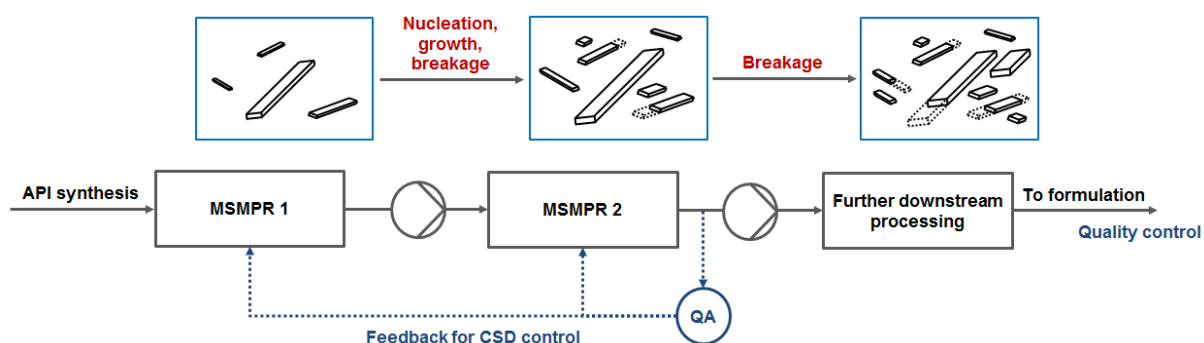 Nucleation,
growth,
breakage
Breakage
API synthesis
MSMPR 1
MSMPR 2
Further downstream
processing
To formulation
Quality control
QA
Feedback for CSD control